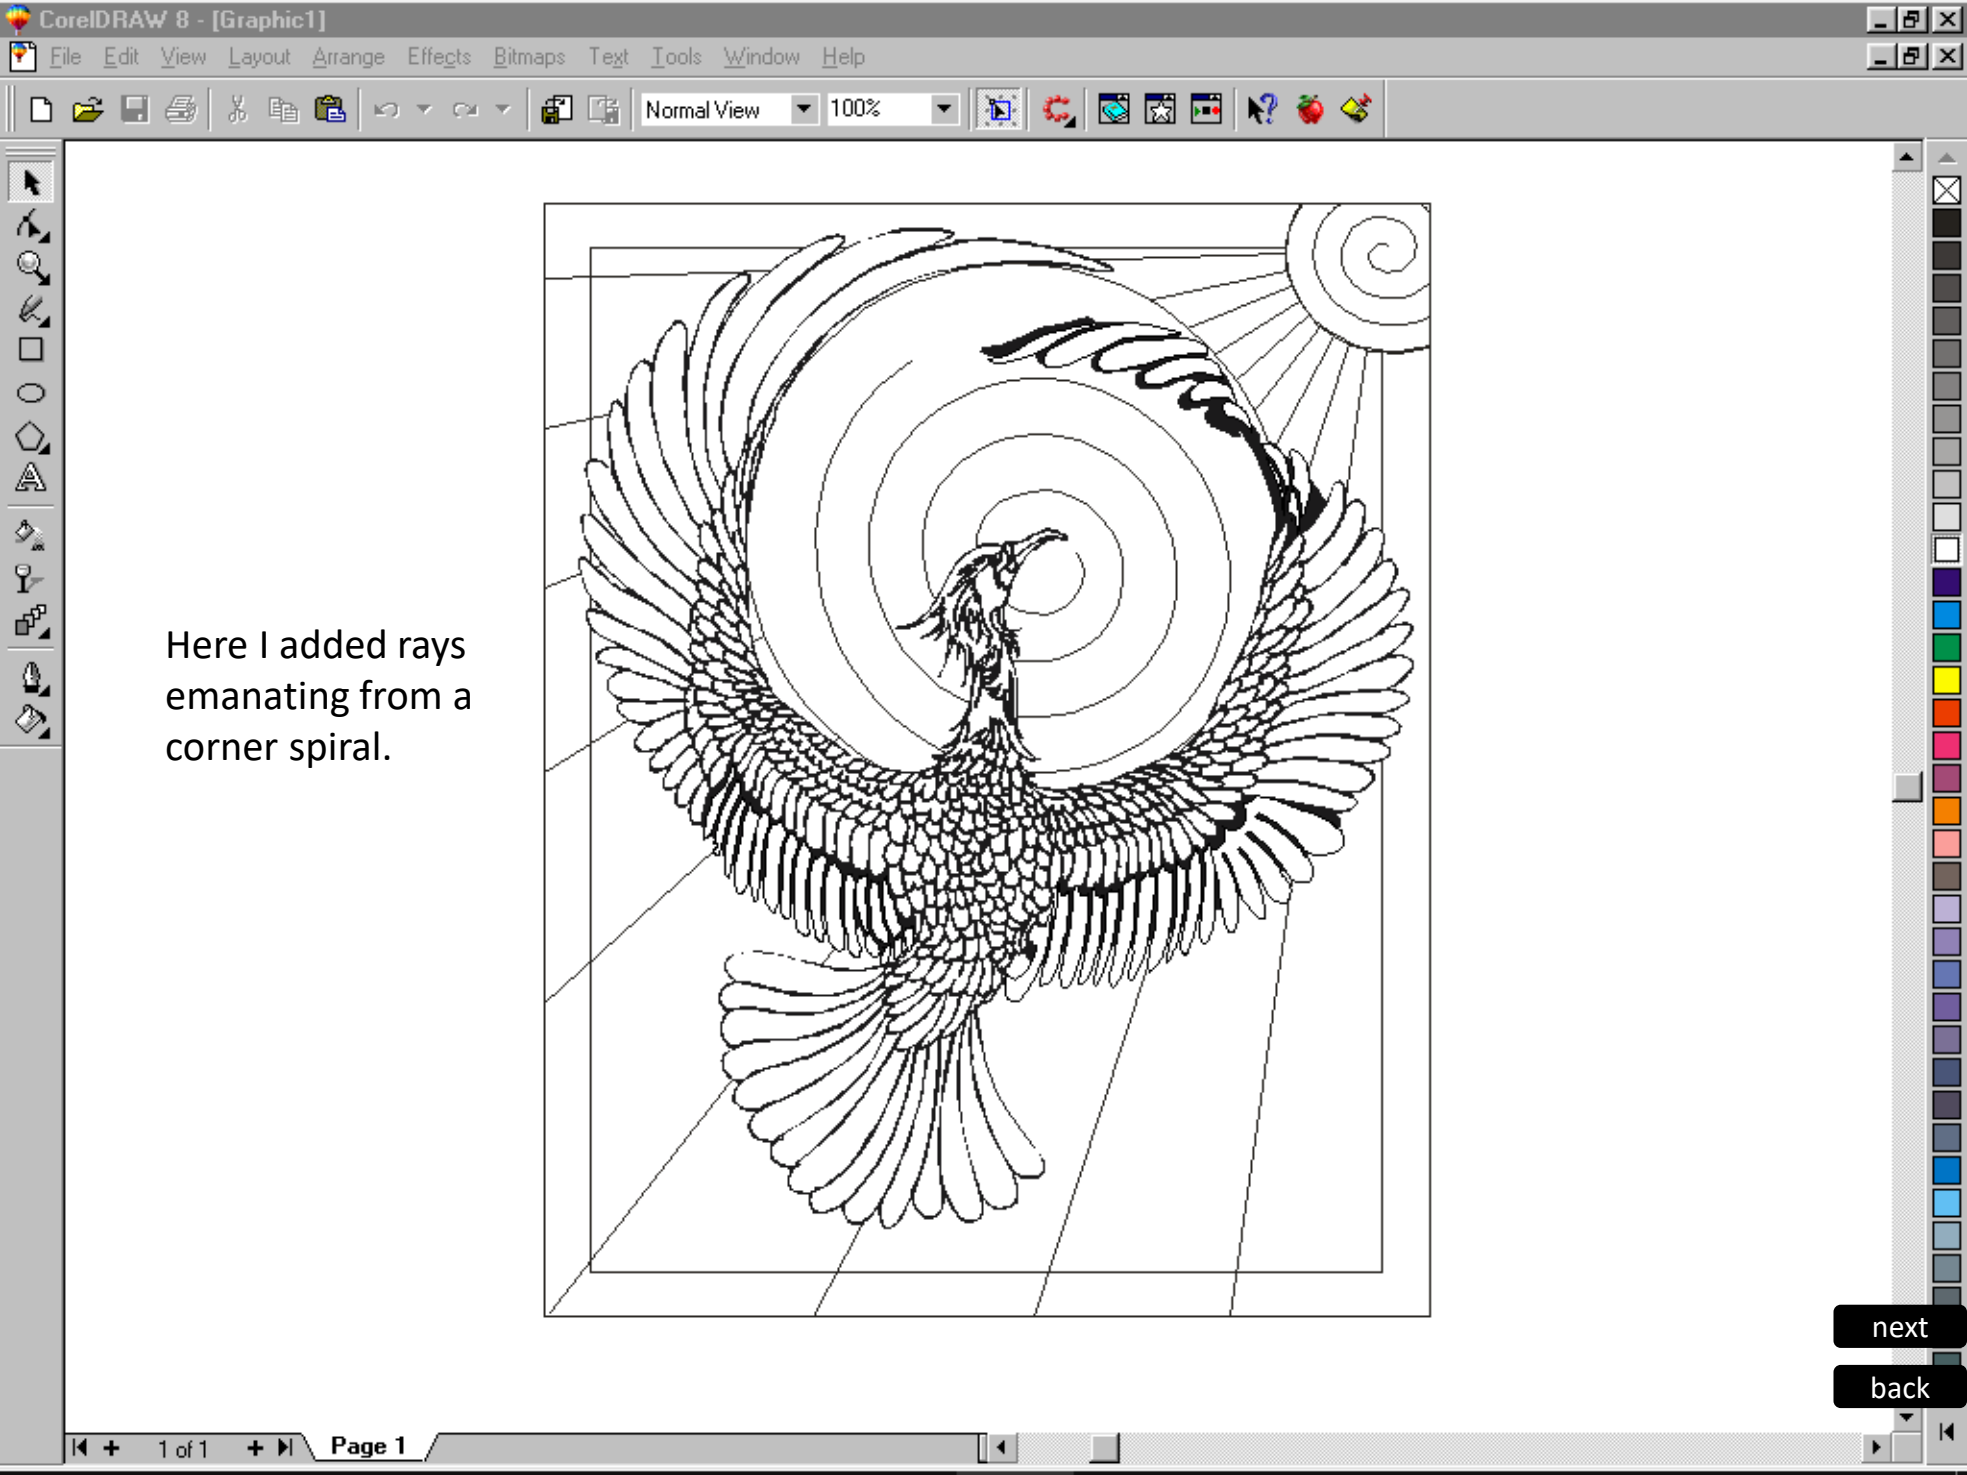 CorelDRAW 8 - [Graphic1]
File Edit View Layout Arrange Effects Bitmaps Text Tools Window Help
Normal View 100%
Here I added rays
emanating from a
corner spiral.
next
back
1 of 1 Page 1